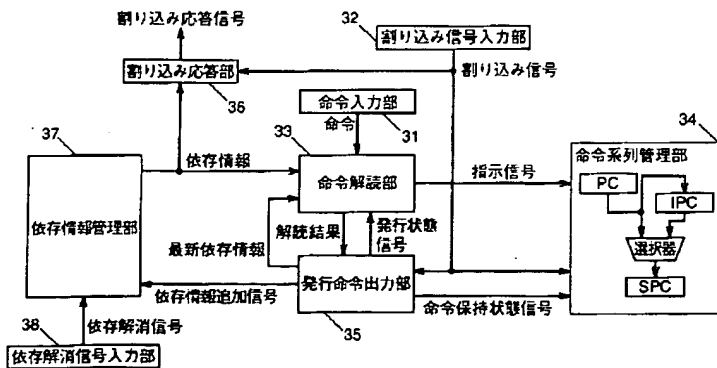 割り込み応答信号
32
割り込み信号入力部
割り込み応答部
36
割り込み信号
命令入力部
31
命令
34
37
33
依存情報
命令解読部
指示信号
命令系列管理部
PC
IPC
選択器
SPC
依存情報管理部
最新依存情報
解読結果
発行状態
信号
発行命令出力部
35
依存情報追加信号
命令保持状態信号
38
依存解消信号
依存解消信号入力部